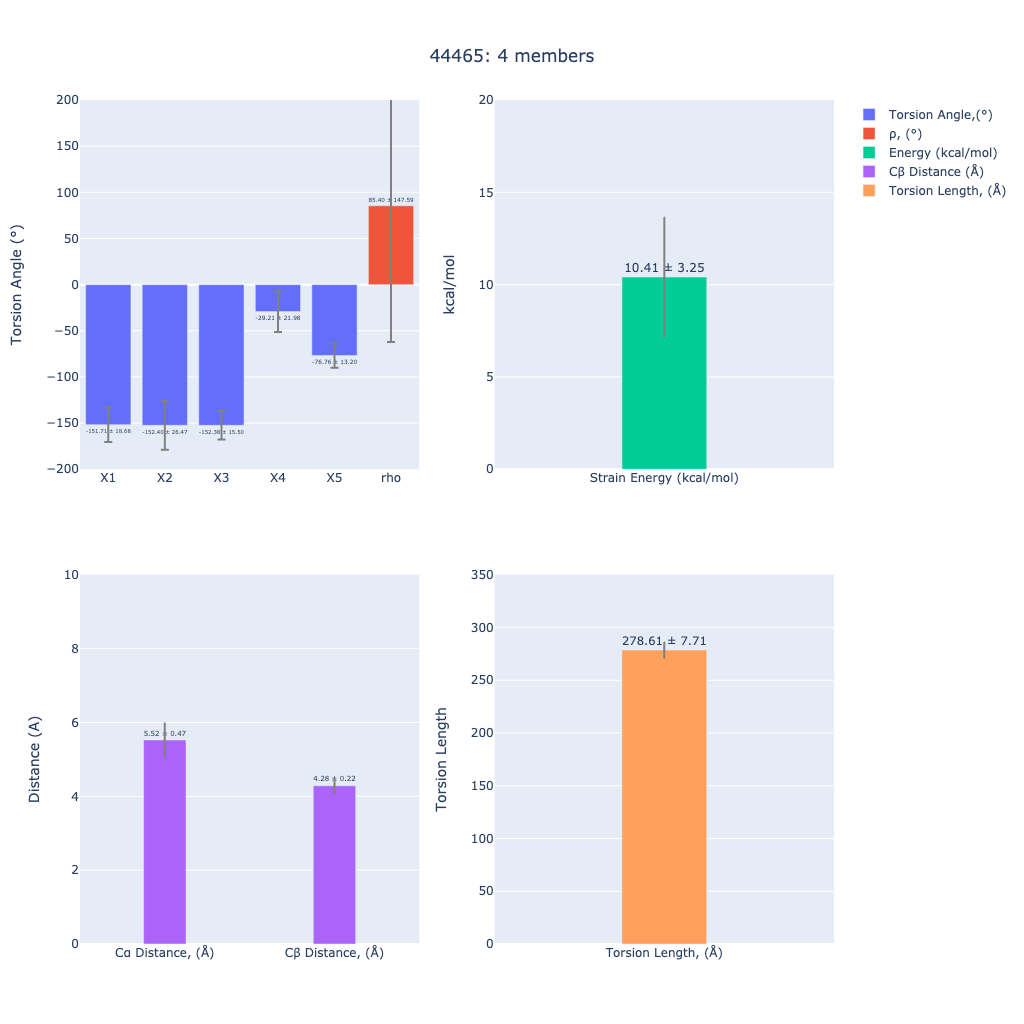 44465: 4 members
Torsion Angle (°)
200
150
100
50
0
−50
−100
−150
−200
-151.71 ± 18.68
-152.40 ± 26.47
-152.38 ± 15.50
-29.21 ± 21.98
-76.76 ± 13.20
85.40 ± 147.59
X1 X2 X3 X4 X5 rho
kcal/mol
20
15
10
5
0
10.41 ± 3.25
Strain Energy (kcal/mol)
Torsion Angle,(°)
ρ, (°)
Energy (kcal/mol)
Cβ Distance (Å)
Torsion Length, (Å)
Distance (A)
10
8
6
4
2
0
5.52 ± 0.47
4.28 ± 0.22
Cα Distance, (Å) Cβ Distance, (Å)
Torsion Length
350
300
250
200
150
100
50
0
278.61 ± 7.71
Torsion Length, (Å)